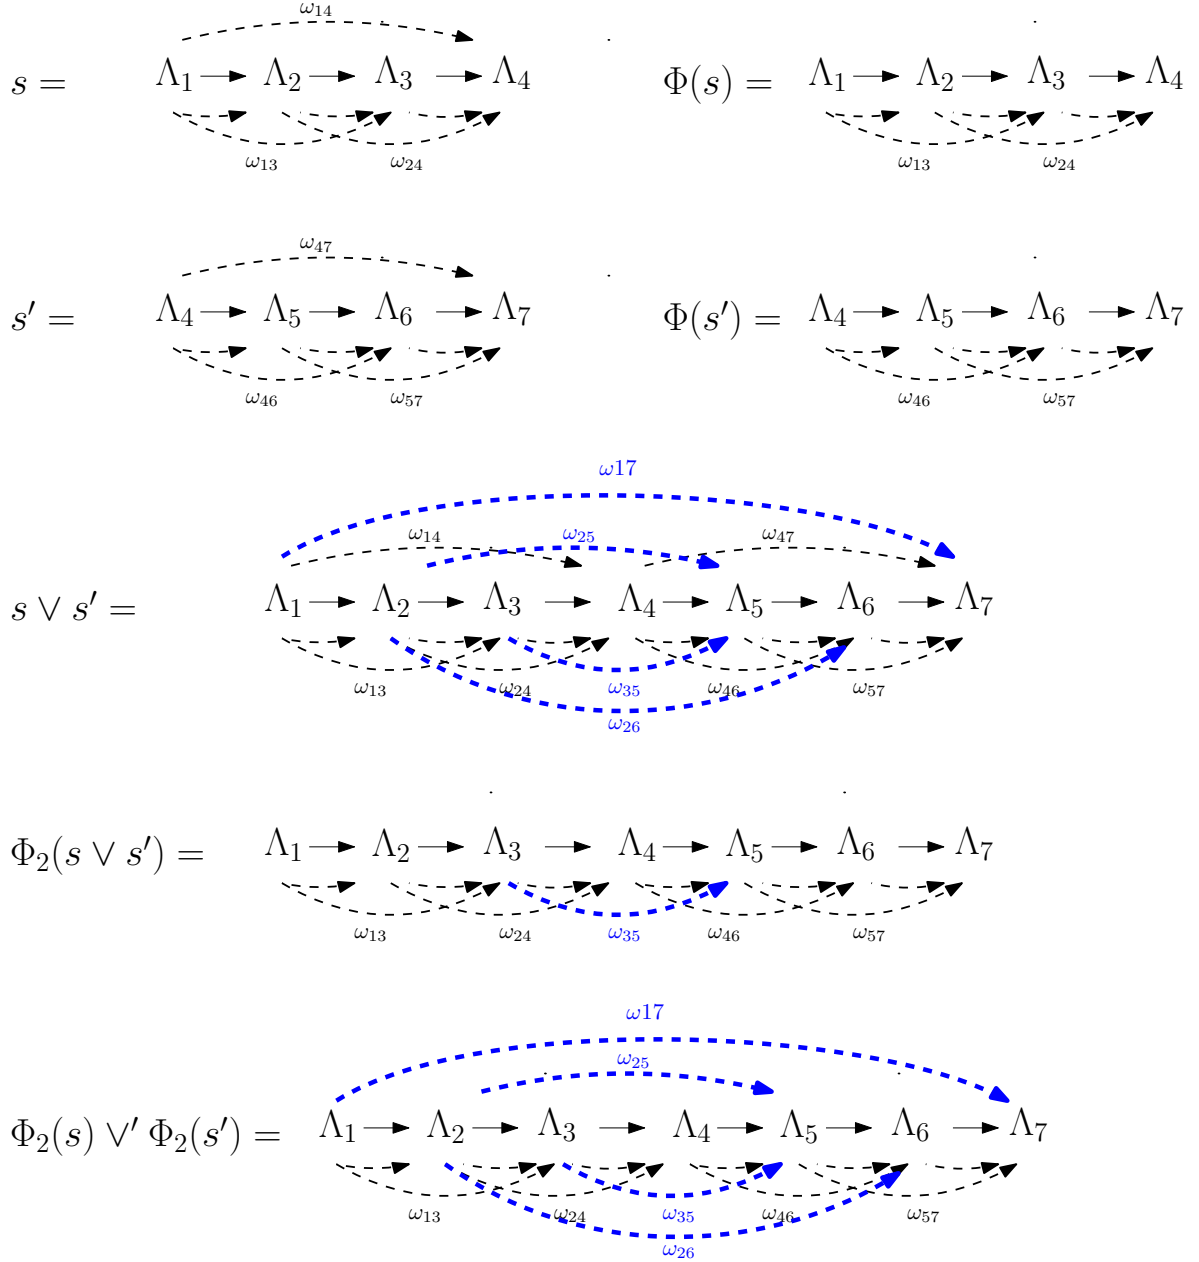 ω₁₄
s = Λ₁ Λ₂ Λ₃ Λ₄ Φ(s) = Λ₁ Λ₂ Λ₃ Λ₄
ω₁₃ ω₂₄ ω₁₃ ω₂₄
ω₄₇
s′ = Λ₄ Λ₅ Λ₆ Λ₇ Φ(s′) = Λ₄ Λ₅ Λ₆ Λ₇
ω₄₆ ω₅₇ ω₄₆ ω₅₇
ω17
ω₁₄ ω₂₅ ω₄₇
s ∨ s′ = Λ₁ Λ₂ Λ₃ Λ₄ Λ₅ Λ₆ Λ₇
ω₁₃ ω₂₄ ω₃₅ ω₄₆ ω₅₇
ω₂₆
Φ₂(s ∨ s′) = Λ₁ Λ₂ Λ₃ Λ₄ Λ₅ Λ₆ Λ₇
ω₁₃ ω₂₄ ω₃₅ ω₄₆ ω₅₇
ω17
ω₂₅
Φ₂(s) ∨′ Φ₂(s′) = Λ₁ Λ₂ Λ₃ Λ₄ Λ₅ Λ₆ Λ₇
ω₁₃ ω₂₄ ω₃₅ ω₄₆ ω₅₇
ω₂₆